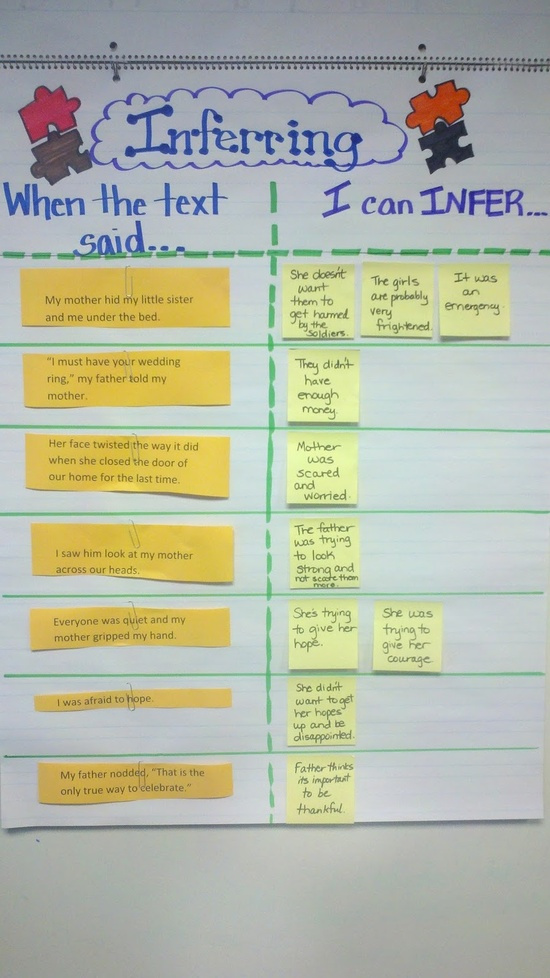 Inferring
When the text
said...
I can INFER...
My mother hid my little sister
and me under the bed.
She doesn't
want
them to
get harmed
by the
soldiers.
The girls
are probably
very
frightened.
It was
an
emergency.
"I must have your wedding
ring," my father told my
mother.
They didn't
have
enough
money.
Her face twisted the way it did
when she closed the door of
our home for the last time.
Mother
was
scared
and
worried.
I saw him look at my mother
across our heads.
The father
was trying
to look
strong and
not scare them
more.
Everyone was quiet and my
mother gripped my hand.
She's trying
to give her
hope.
She was
trying to
give her
courage
I was afraid to hope.
She didn't
want to get
her hopes
up and be
disappointed.
My father nodded, "That is the
only true way to celebrate."
Father thinks
its important
to be
thankful.